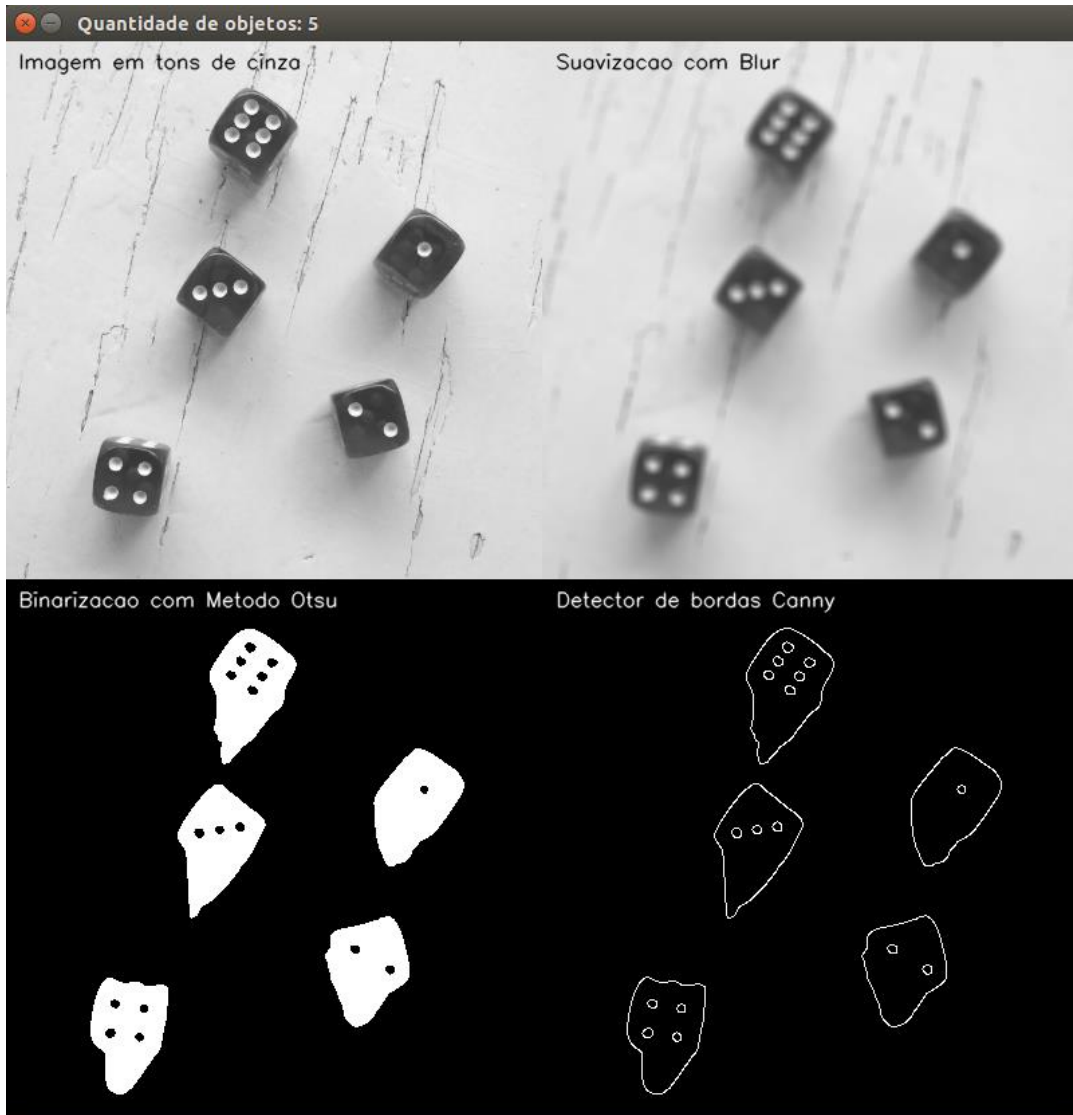 Quantidade de objetos: 5
Imagem em tons de cinza
Suavizacao com Blur
Binarizacao com Metodo Otsu
Detector de bordas Canny